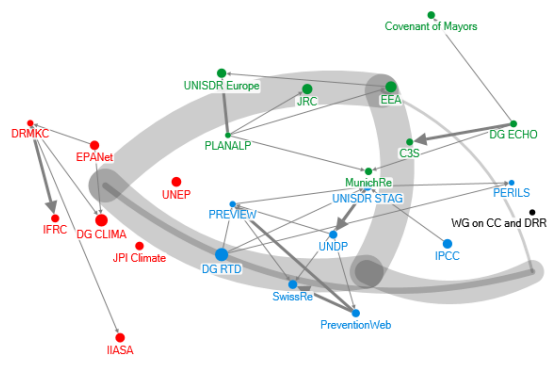 Covenant of Mayors
UNISDR Europe
JRC
EEA
DRMKC
PLANALP
DG ECHO
EPANet
C3S
MunichRe
UNEP
UNISDR STAG
PERILS
PREVIEW
IFRC
DG CLIMA
WG on CC and DRR
UNDP
JPI Climate
IPCC
DG RTD
SwissRe
PreventionWeb
IIASA